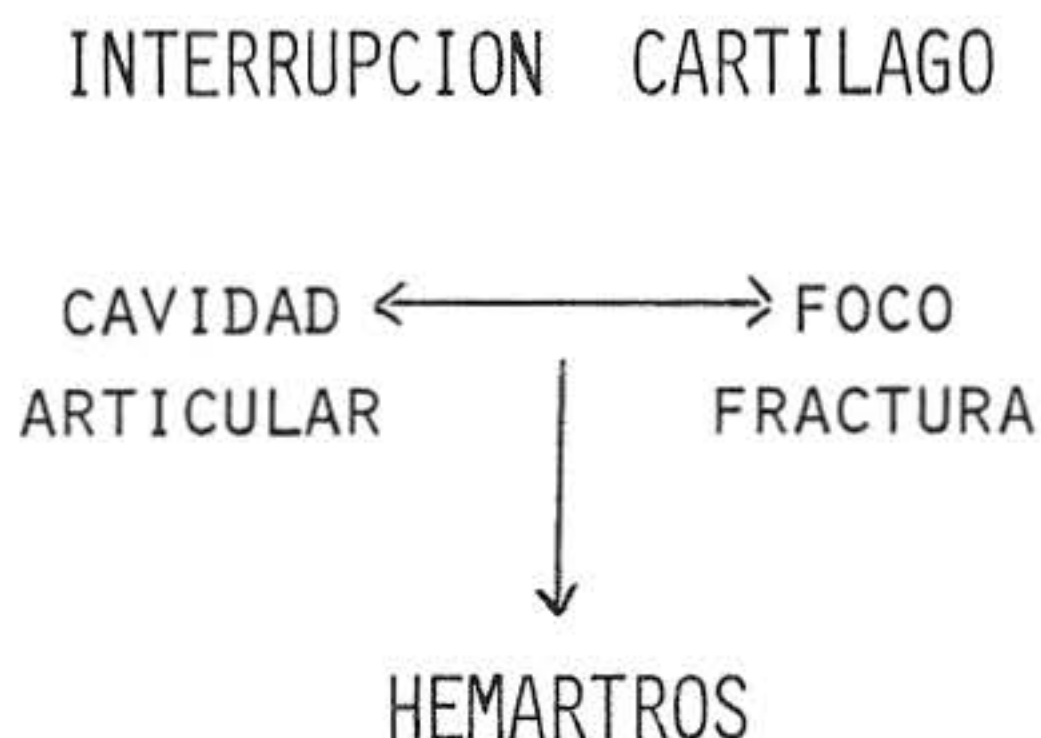 INTERRUPCION CARTILAGO
CAVIDAD FOCO
ARTICULAR FRACTURA
HEMARTROS